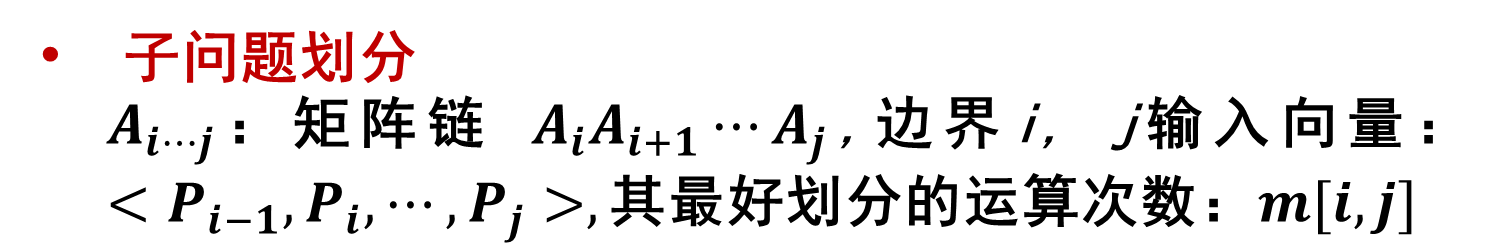 • 子问题划分
A_{i⋯j}：矩阵链 A_iA_{i+1}⋯A_j, 边界i， j输入向量：
< P_{i−1}, P_i, ⋯ , P_j >, 其最好划分的运算次数：m[i, j]